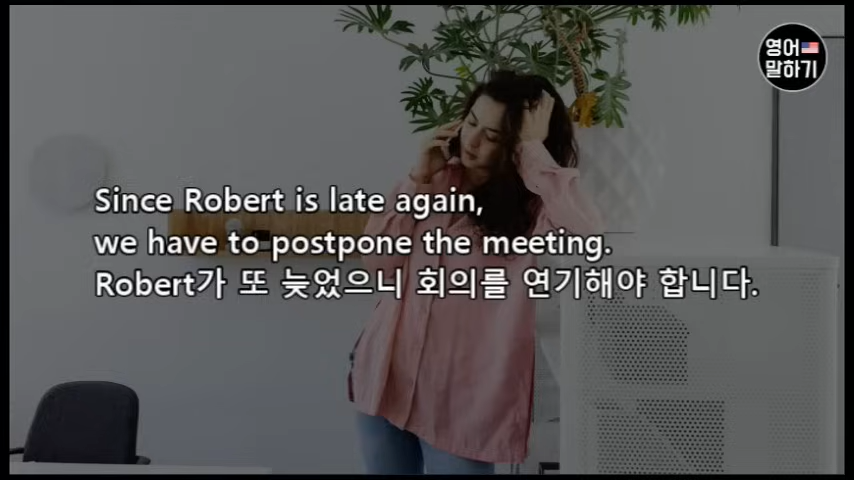 영어
말하기
Since Robert is late again,
we have to postpone the meeting.
Robert가 또 늦었으니 회의를 연기해야 합니다.